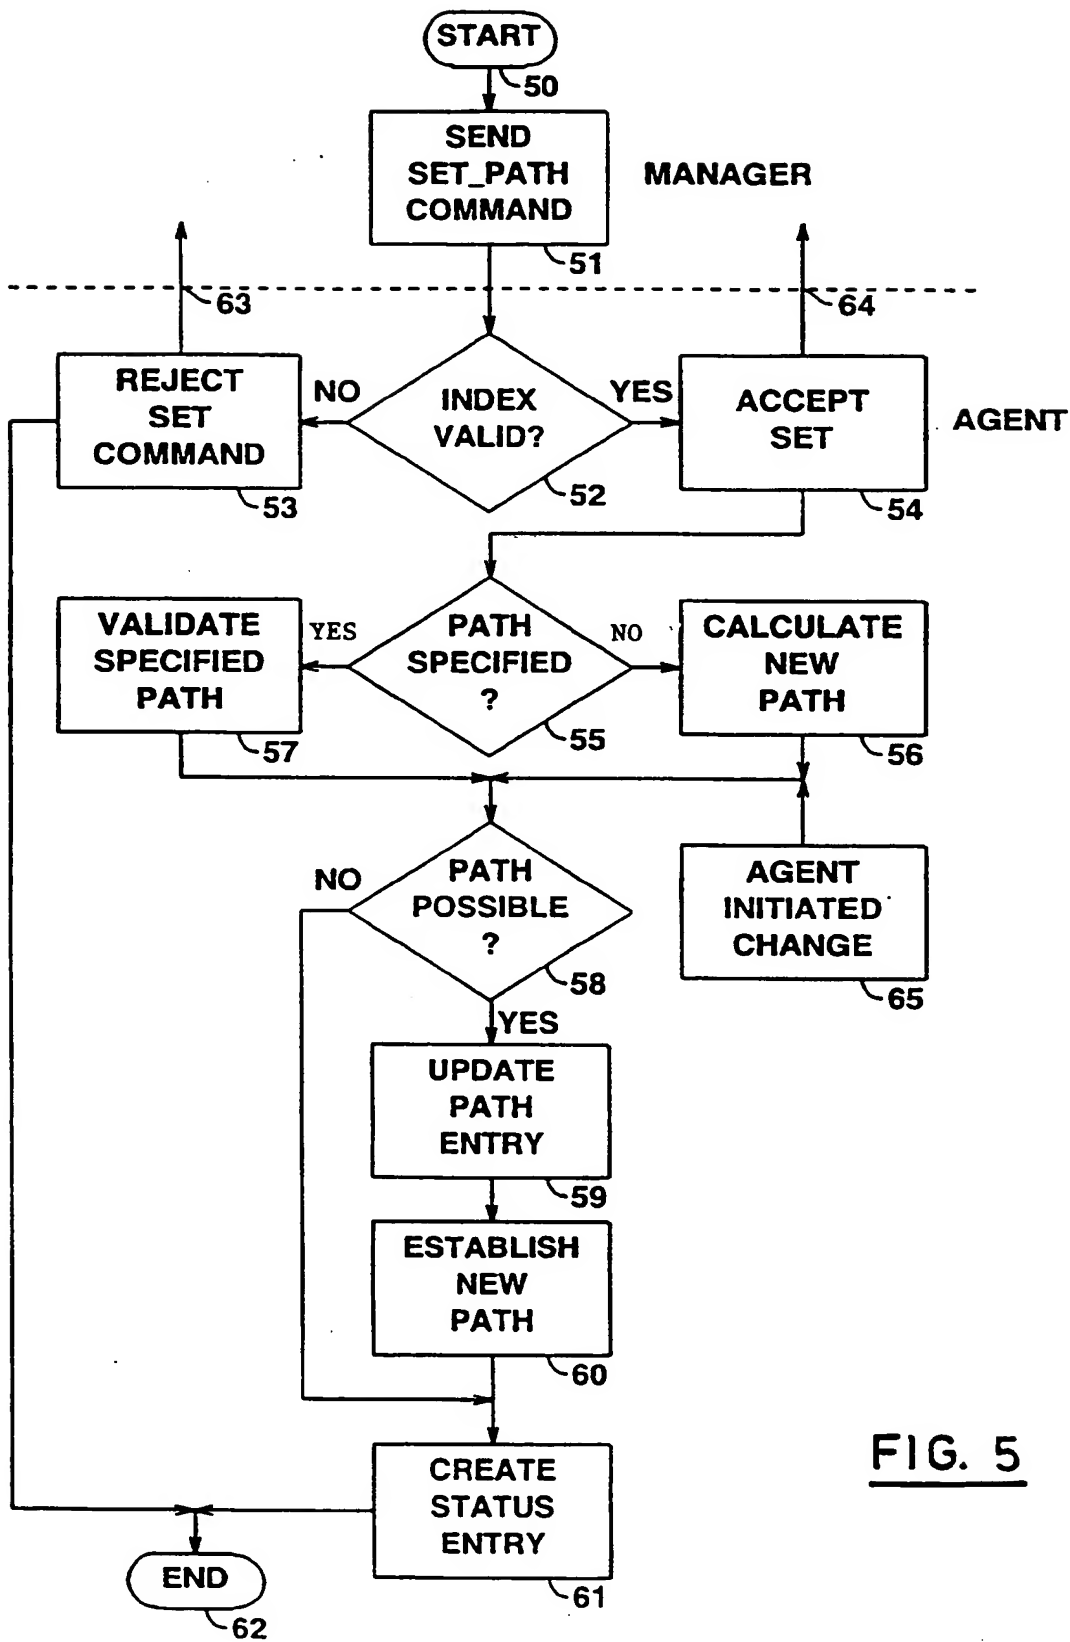 START
50
SEND
SET_PATH
COMMAND
51
MANAGER
63
64
REJECT
SET
COMMAND
53
NO
INDEX
VALID?
52
YES
ACCEPT
SET
54
AGENT
VALIDATE
SPECIFIED
PATH
57
YES
PATH
SPECIFIED
?
55
NO
CALCULATE
NEW
PATH
56
NO
PATH
POSSIBLE
?
58
AGENT
INITIATED
CHANGE
65
YES
UPDATE
PATH
ENTRY
59
ESTABLISH
NEW
PATH
60
CREATE
STATUS
ENTRY
61
END
62
FIG. 5